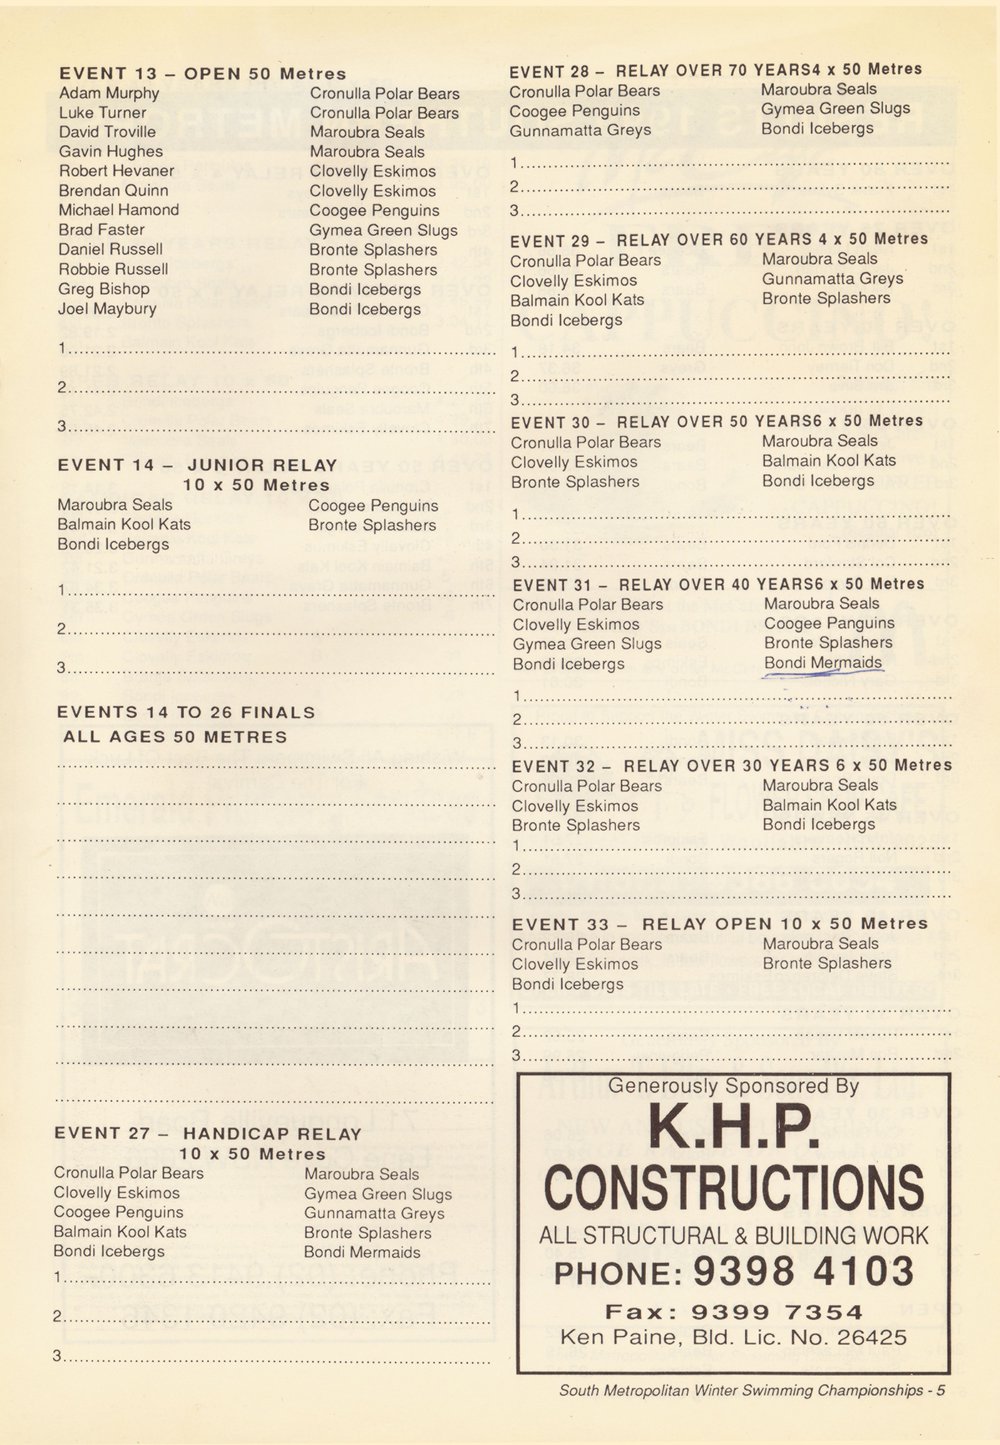 EVENT 13 – OPEN 50 Metres
Adam Murphy Cronulla Polar Bears
Luke Turner Cronulla Polar Bears
David Troville Maroubra Seals
Gavin Hughes Maroubra Seals
Robert Hevaner Clovelly Eskimos
Brendan Quinn Clovelly Eskimos
Michael Hamond Coogee Penguins
Brad Faster Gymea Green Slugs
Daniel Russell Bronte Splashers
Robbie Russell Bronte Splashers
Greg Bishop Bondi Icebergs
Joel Maybury Bondi Icebergs
1
2
3
EVENT 14 – JUNIOR RELAY
10 x 50 Metres
Maroubra Seals Coogee Penguins
Balmain Kool Kats Bronte Splashers
Bondi Icebergs
1
2
3
EVENTS 14 TO 26 FINALS
ALL AGES 50 METRES
EVENT 27 – HANDICAP RELAY
10 x 50 Metres
Cronulla Polar Bears Maroubra Seals
Clovelly Eskimos Gymea Green Slugs
Coogee Penguins Gunnamatta Greys
Balmain Kool Kats Bronte Splashers
Bondi Icebergs Bondi Mermaids
1
2
3
EVENT 28 – RELAY OVER 70 YEARS4 x 50 Metres
Cronulla Polar Bears Maroubra Seals
Coogee Penguins Gymea Green Slugs
Gunnamatta Greys Bondi Icebergs
1
2
3
EVENT 29 – RELAY OVER 60 YEARS 4 x 50 Metres
Cronulla Polar Bears Maroubra Seals
Clovelly Eskimos Gunnamatta Greys
Balmain Kool Kats Bronte Splashers
Bondi Icebergs
1
2
3
EVENT 30 – RELAY OVER 50 YEARS6 x 50 Metres
Cronulla Polar Bears Maroubra Seals
Clovelly Eskimos Balmain Kool Kats
Bronte Splashers Bondi Icebergs
1
2
3
EVENT 31 – RELAY OVER 40 YEARS6 x 50 Metres
Cronulla Polar Bears Maroubra Seals
Clovelly Eskimos Coogee Panguins
Gymea Green Slugs Bronte Splashers
Bondi Icebergs Bondi Mermaids
1
2
3
EVENT 32 – RELAY OVER 30 YEARS 6 x 50 Metres
Cronulla Polar Bears Maroubra Seals
Clovelly Eskimos Balmain Kool Kats
Bronte Splashers Bondi Icebergs
1
2
3
EVENT 33 – RELAY OPEN 10 x 50 Metres
Cronulla Polar Bears Maroubra Seals
Clovelly Eskimos Bronte Splashers
Bondi Icebergs
1
2
3
Generously Sponsored By
K.H.P.
CONSTRUCTIONS
ALL STRUCTURAL & BUILDING WORK
PHONE: 9398 4103
Fax: 9399 7354
Ken Paine, Bld. Lic. No. 26425
South Metropolitan Winter Swimming Championships - 5